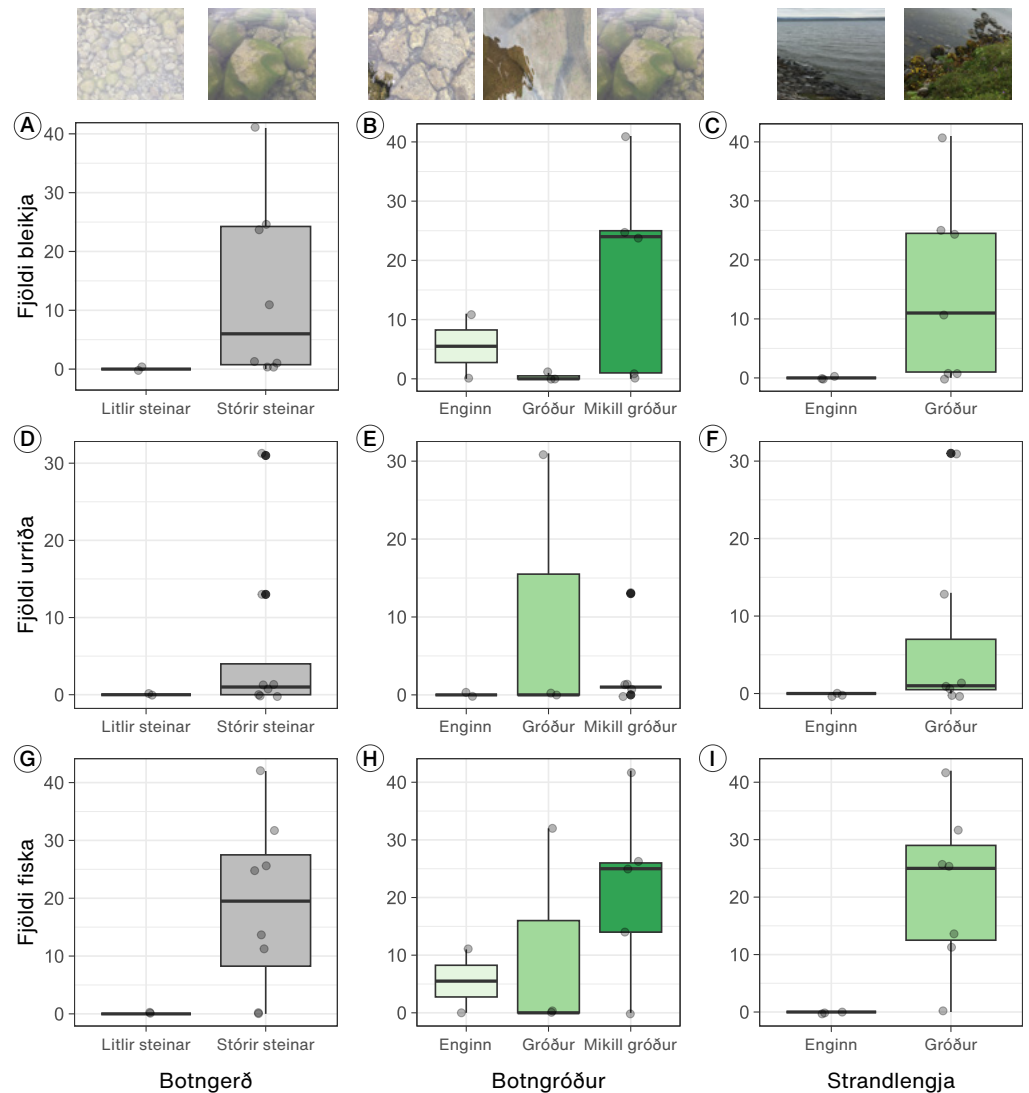 A B C
Fjöldi bleikja
40
30
20
10
0
Litlir steinar Stórir steinar
40
30
20
10
0
Enginn Gróður Mikill gróður
40
30
20
10
0
Enginn Gróður
D E F
Fjöldi urriða
30
20
10
0
Litlir steinar Stórir steinar
30
20
10
0
Enginn Gróður Mikill gróður
30
20
10
0
Enginn Gróður
G H I
Fjöldi fiska
40
30
20
10
0
Litlir steinar Stórir steinar
40
30
20
10
0
Enginn Gróður Mikill gróður
40
30
20
10
0
Enginn Gróður
Botngerð Botngróður Strandlengja